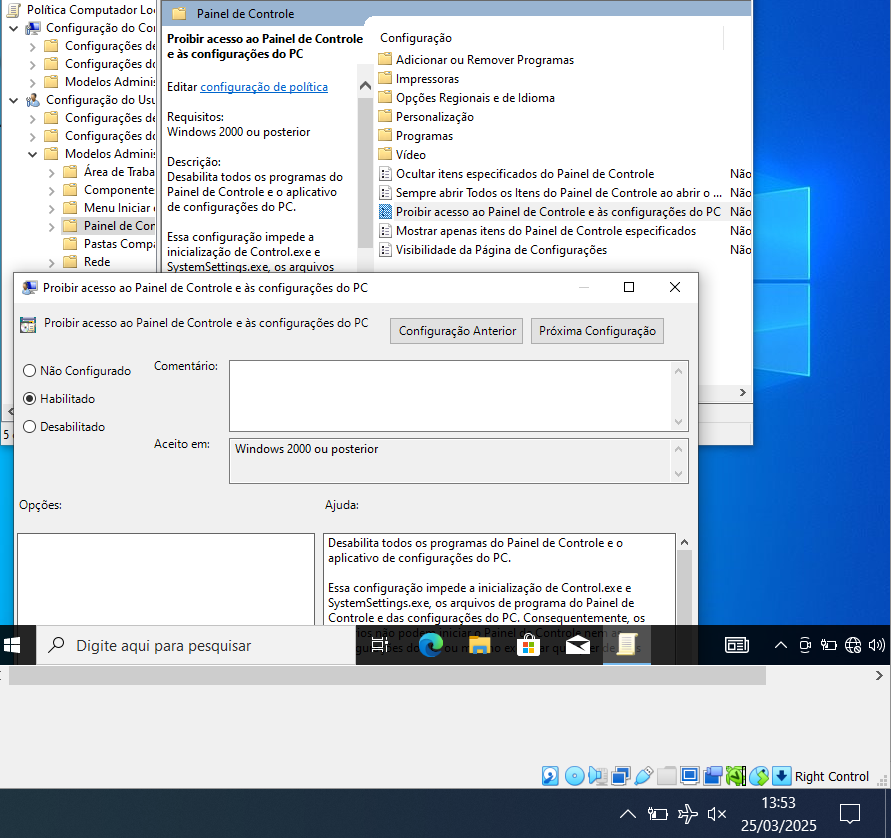 Política Computador Loc
Configuração do Co
Configurações de
Configurações do
Modelos Adminis
Configuração do Usu
Configurações de
Configurações do
Modelos Adminis
Área de Traba
Componente
Menu Iniciar
Painel de Con
Pastas Compa
Rede
5
Painel de Controle
Proibir acesso ao Painel de Controle
e às configurações do PC
Editar configuração de política
Requisitos:
Windows 2000 ou posterior
Descrição:
Desabilita todos os programas do
Painel de Controle e o aplicativo
de configurações do PC.
Essa configuração impede a
inicialização de Control.exe e
SystemSettings.exe, os arquivos
Configuração
Adicionar ou Remover Programas
Impressoras
Opções Regionais e de Idioma
Personalização
Programas
Vídeo
Ocultar itens especificados do Painel de Controle Não
Sempre abrir Todos os Itens do Painel de Controle ao abrir o ... Não
Proibir acesso ao Painel de Controle e às configurações do PC Não
Mostrar apenas itens do Painel de Controle especificados Não
Visibilidade da Página de Configurações Não
Proibir acesso ao Painel de Controle e às configurações do PC
Proibir acesso ao Painel de Controle e às configurações do PC
Configuração Anterior
Próxima Configuração
Não Configurado
Habilitado
Desabilitado
Comentário:
Aceito em:
Windows 2000 ou posterior
Opções:
Ajuda:
Desabilita todos os programas do Painel de Controle e o
aplicativo de configurações do PC.
Essa configuração impede a inicialização de Control.exe e
SystemSettings.exe, os arquivos de programa do Painel de
Controle e das configurações do PC. Consequentemente, os
Digite aqui para pesquisar
Right Control
13:53
25/03/2025